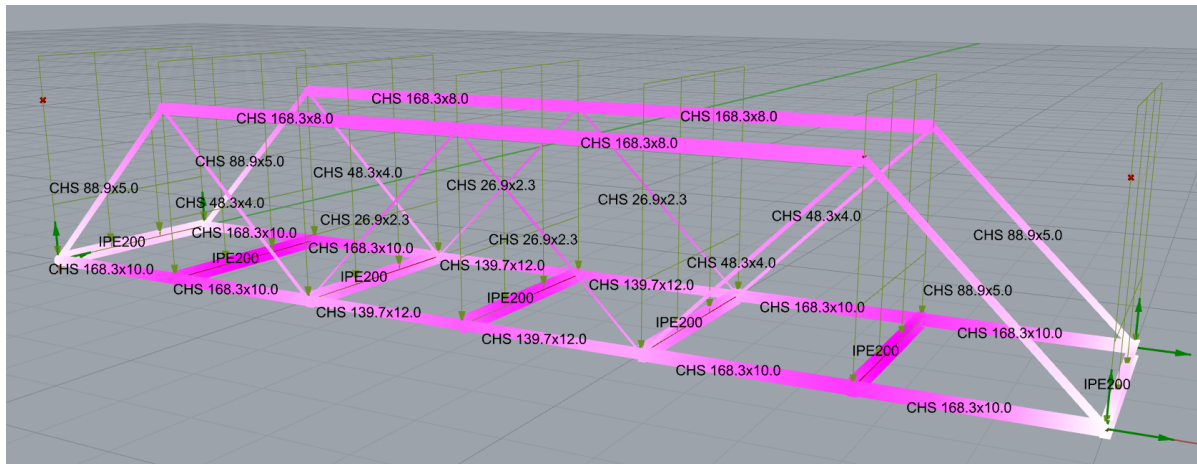 CHS 168.3x8.0
CHS 168.3x8.0
CHS 168.3x8.0
CHS 168.3x8.0
CHS 88.9x5.0
CHS 48.3x4.0
CHS 26.9x2.3
CHS 88.9x5.0
CHS 48.3x4.0
CHS 26.9x2.3
CHS 48.3x4.0
CHS 26.9x2.3
CHS 168.3x10.0
CHS 88.9x5.0
IPE200
CHS 26.9x2.3
CHS 168.3x10.0
IPE200
CHS 48.3x4.0
CHS 168.3x10.0
CHS 139.7x12.0
IPE200
CHS 139.7x12.0
CHS 168.3x10.0
CHS 88.9x5.0
IPE200
CHS 168.3x10.0
CHS 139.7x12.0
IPE200
CHS 168.3x10.0
CHS 139.7x12.0
IPE200
CHS 168.3x10.0
IPE200
CHS 168.3x10.0